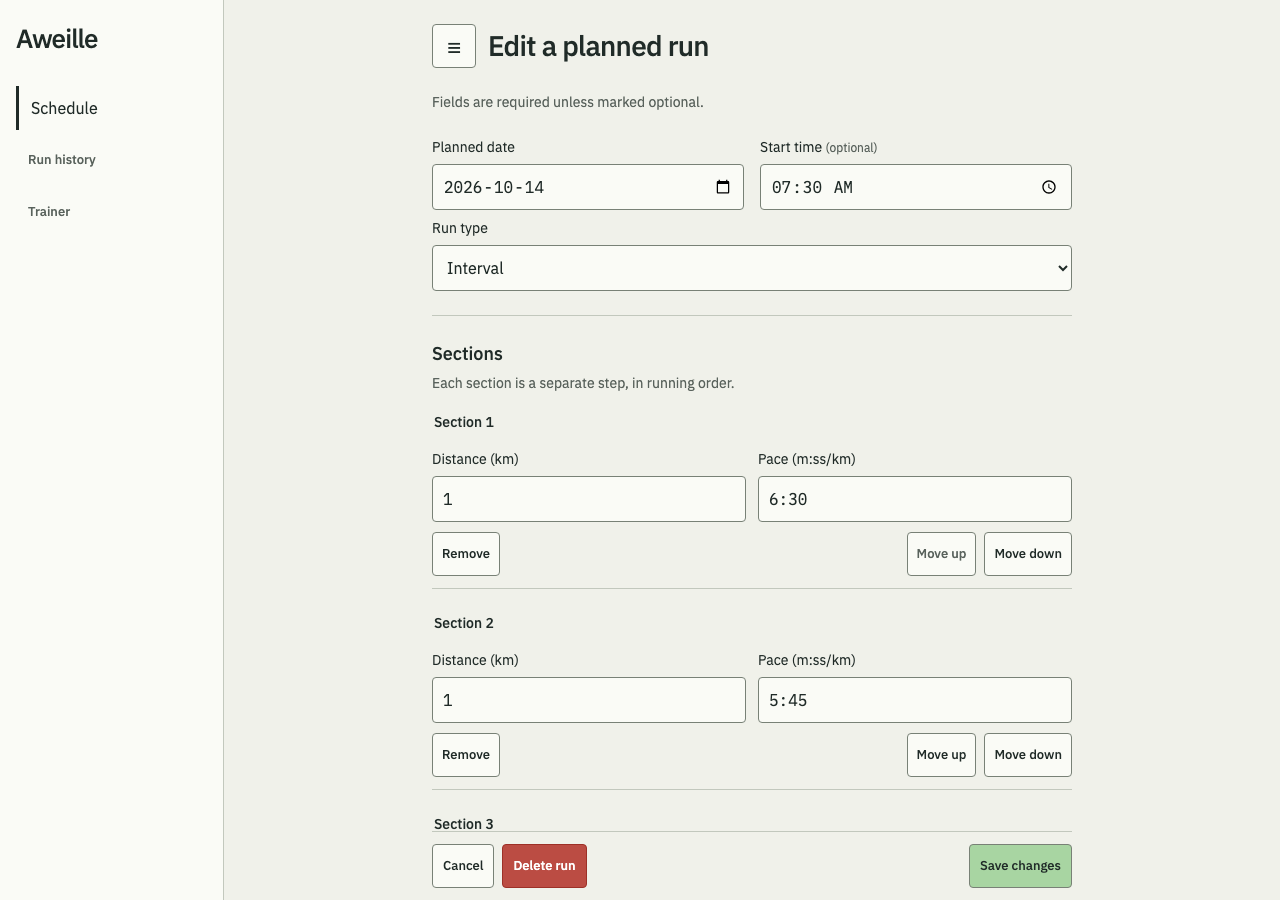 Aweille
Schedule
Run history
Trainer
Edit a planned run
Fields are required unless marked optional.
Planned date
Start time (optional)
2026-10-14
07:30 AM
Run type
Interval
Sections
Each section is a separate step, in running order.
Section 1
Distance (km)
Pace (m:ss/km)
1
6:30
Remove
Move up
Move down
Section 2
Distance (km)
Pace (m:ss/km)
1
5:45
Remove
Move up
Move down
Section 3
Cancel
Delete run
Save changes